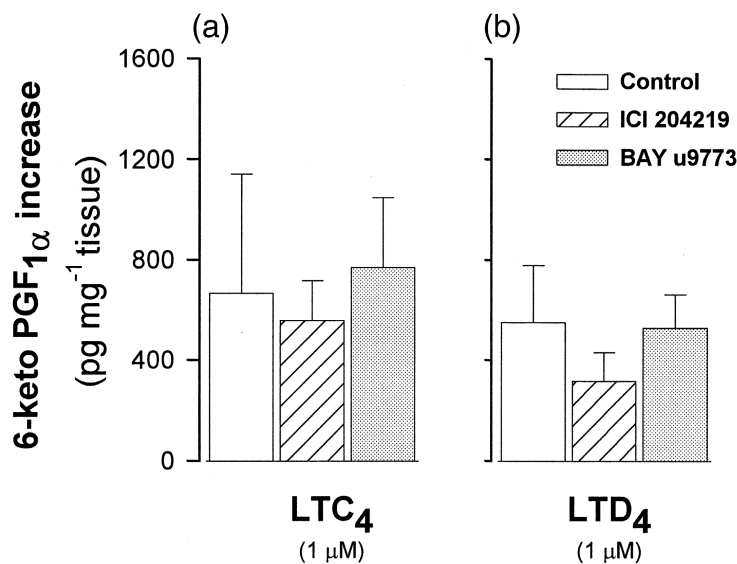 (a)
(b)
6-keto PGF1α increase
(pg mg-1 tissue)
1600
1200
800
400
0
Control
ICI 204219
BAY u9773
LTC4
(1 μM)
LTD4
(1 μM)